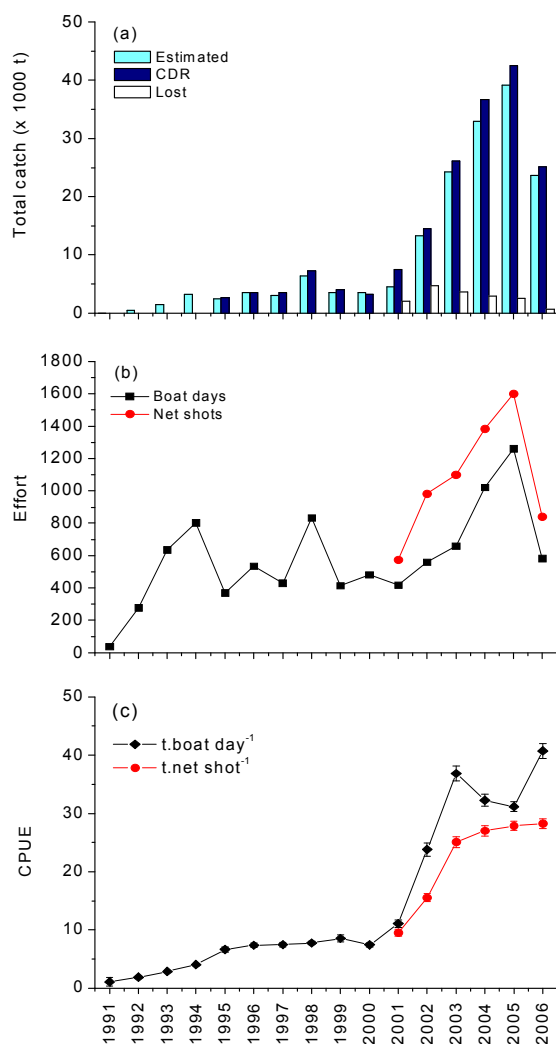 (a)
Estimated
CDR
Lost
Total catch (x 1000 t)
50
40
30
20
10
0
(b)
Boat days
Net shots
Effort
1800
1600
1400
1200
1000
800
600
400
200
0
(c)
t.boat day⁻¹
t.net shot⁻¹
CPUE
50
40
30
20
10
0
1991
1992
1993
1994
1995
1996
1997
1998
1999
2000
2001
2002
2003
2004
2005
2006